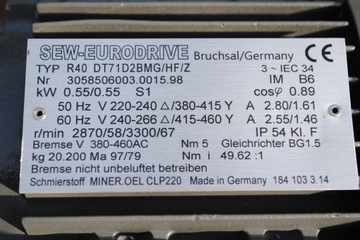 SEW-EURODRIVE Bruchsal/Germany CE
TYP R40 DT71D2BMG/HF/Z 3 ~ IEC 34
Nr 3058506003.0015.98 IM B6
kW 0.55/0.55 S1 cosφ 0.89
50 Hz V 220-240 △/380-415 Y A 2.80/1.61
60 Hz V 240-266 △/415-460 Y A 2.55/1.46
r/min 2870/58/3300/67 IP 54 Kl. F
Bremse V 380-460AC Nm 5 Gleichrichter BG1.5
kg 20.200 Ma 97/79 Nm i 49.62 :1
Bremse nicht unbelüftet betreiben
Schmierstoff MINER.OEL CLP220 Made in Germany 184 103 3.14